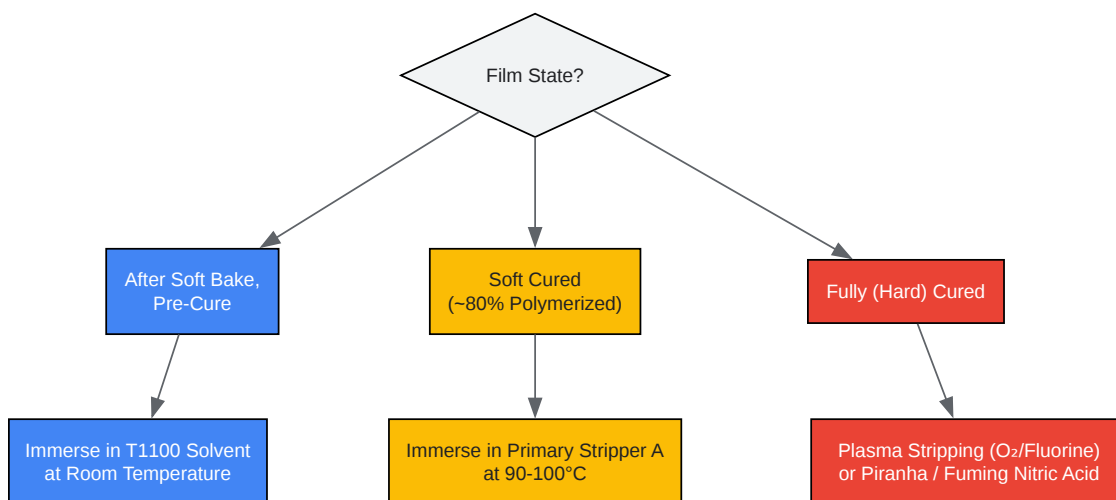 Film State?
After Soft Bake,
Pre-Cure
Soft Cured
(~80% Polymerized)
Fully (Hard) Cured
Immerse in T1100 Solvent
at Room Temperature
Immerse in Primary Stripper A
at 90-100°C
Plasma Stripping (O₂/Fluorine)
or Piranha / Fuming Nitric Acid